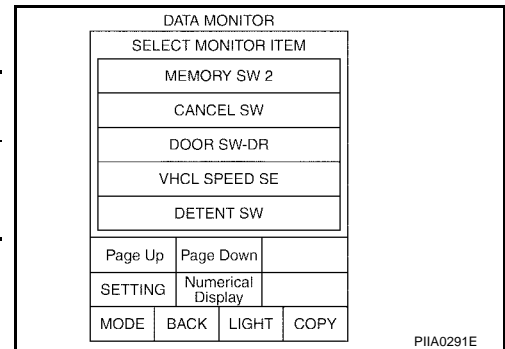 DATA MONITOR
SELECT MONITOR ITEM
MEMORY SW 2
CANCEL SW
DOOR SW-DR
VHCL SPEED SE
DETENT SW
Page Up Page Down
SETTING Numerical
Display
MODE BACK LIGHT COPY
PIIA0291E